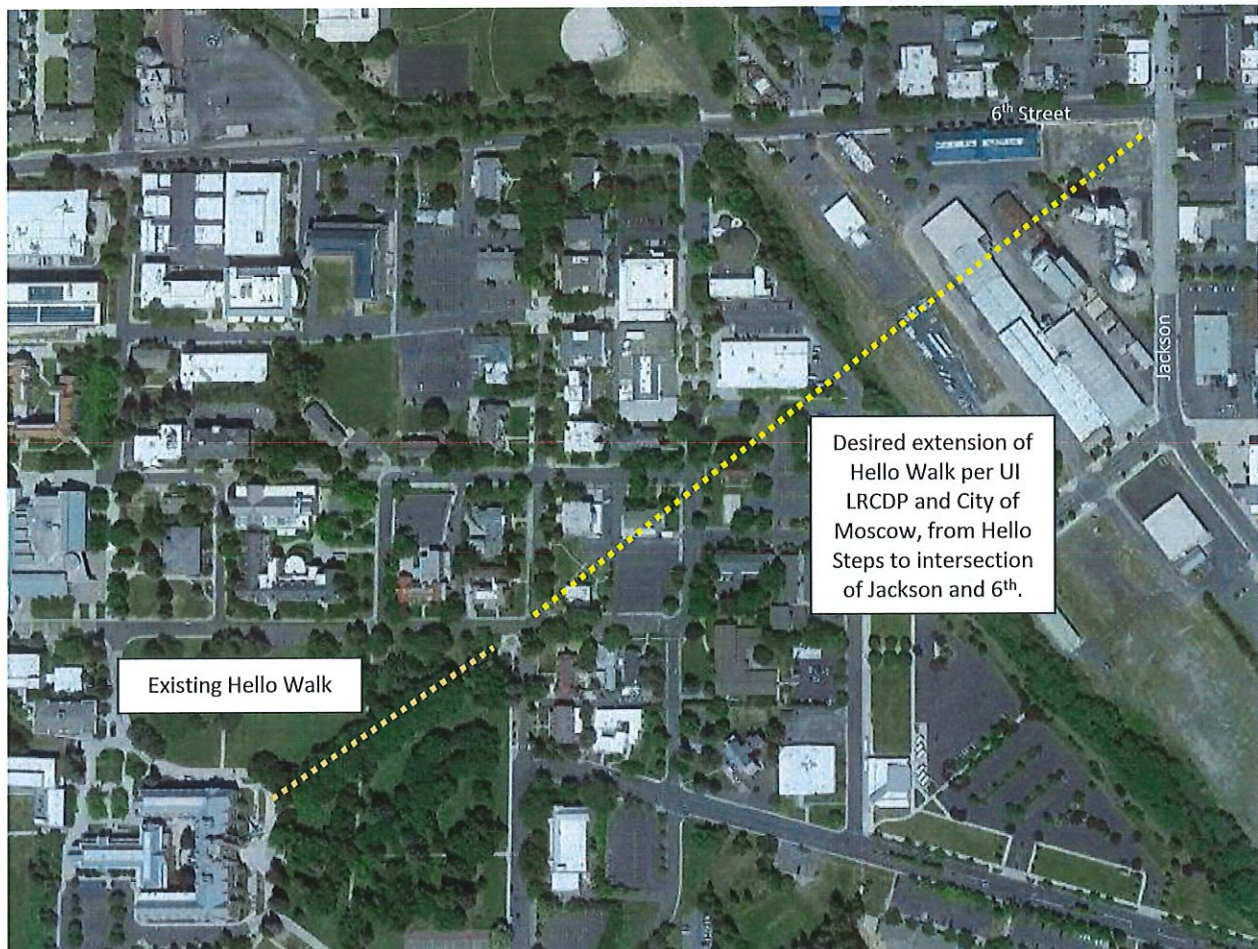 6th Street
Jackson
Desired extension of
Hello Walk per UI
LRCDP and City of
Moscow, from Hello
Steps to intersection
of Jackson and 6th.
Existing Hello Walk